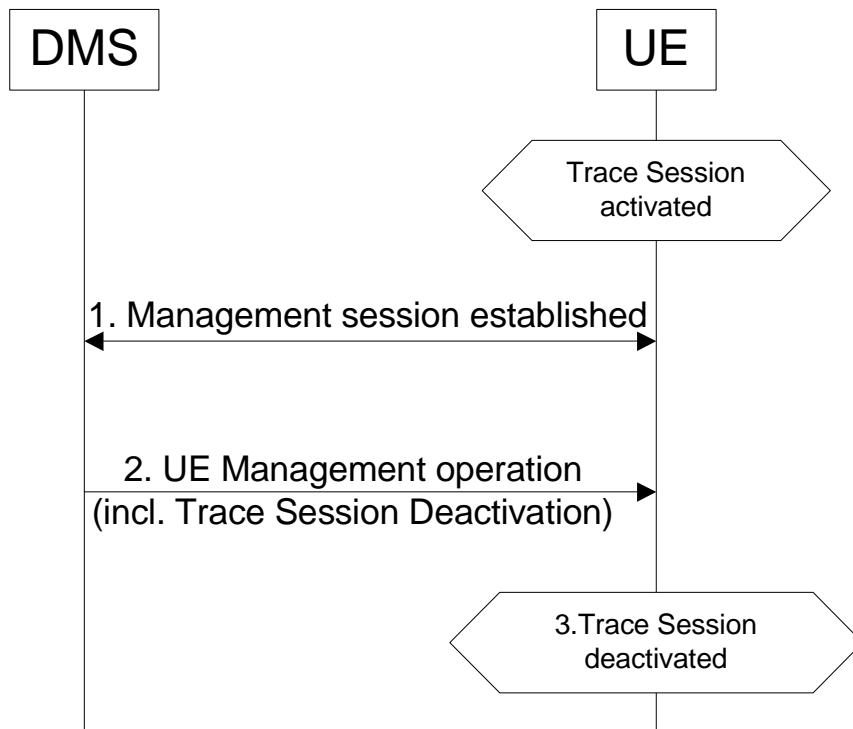 DMS
UE
Trace Session
activated
1. Management session established
2. UE Management operation
(incl. Trace Session Deactivation)
3.Trace Session
deactivated